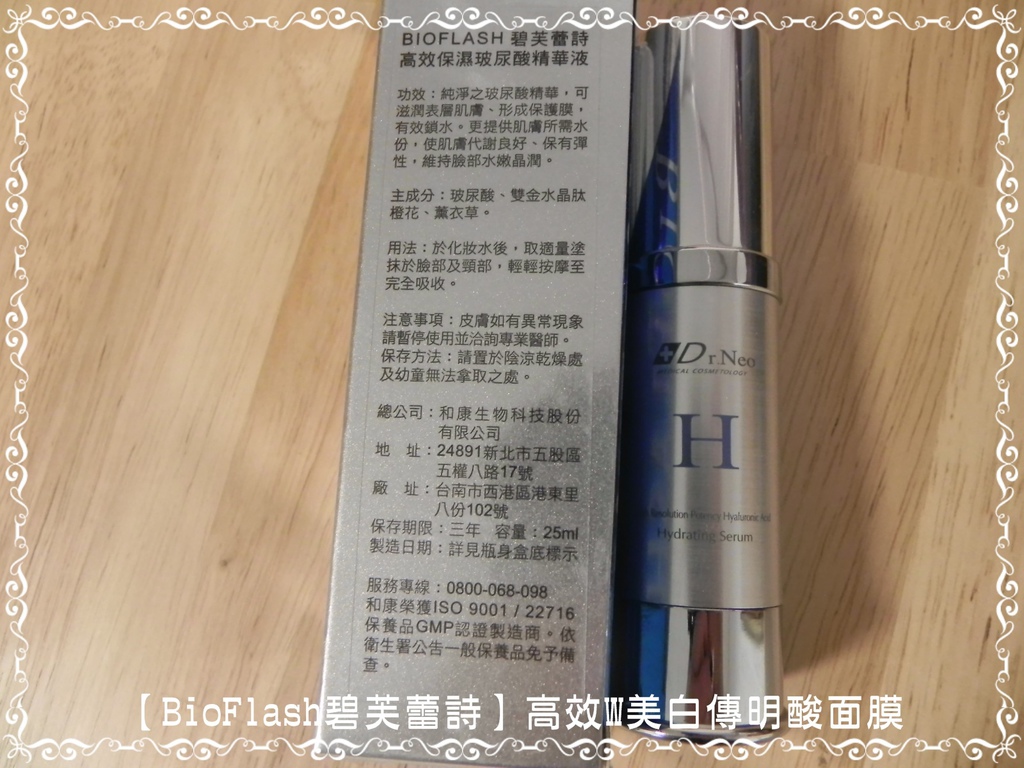 BIOFLASH 碧芙蕾詩
高效保濕玻尿酸精華液
功效：純淨之玻尿酸精華，可
滋潤表層肌膚、形成保護膜，
有效鎖水。更提供肌膚所需水
份，使肌膚代謝良好、保有彈
性，維持臉部水嫩晶潤。
主成分：玻尿酸、雙金水晶肽
橙花、薰衣草。
用法：於化妝水後，取適量塗
抹於臉部及頸部，輕輕按摩至
完全吸收。
注意事項：皮膚如有異常現象
請暫停使用並洽詢專業醫師。
保存方法：請置於陰涼乾燥處
及幼童無法拿取之處。
總公司：和康生物科技股份
有限公司
地　址：24891新北市五股區
五權八路17號
廠　址：台南市西港區港東里
八份102號
保存期限：三年　容量：25ml
製造日期：詳見瓶身盒底標示
服務專線：0800-068-098
和康榮獲ISO 9001 / 22716
保養品GMP認證製造商。依
衛生署公告一般保養品免予備
查。
Dr.Neo
MEDICAL COSMETOLOGY
H
Resolution Potency Hyaluronic Acid
Hydrating Serum
【BioFlash碧芙蕾詩】高效W美白傳明酸面膜